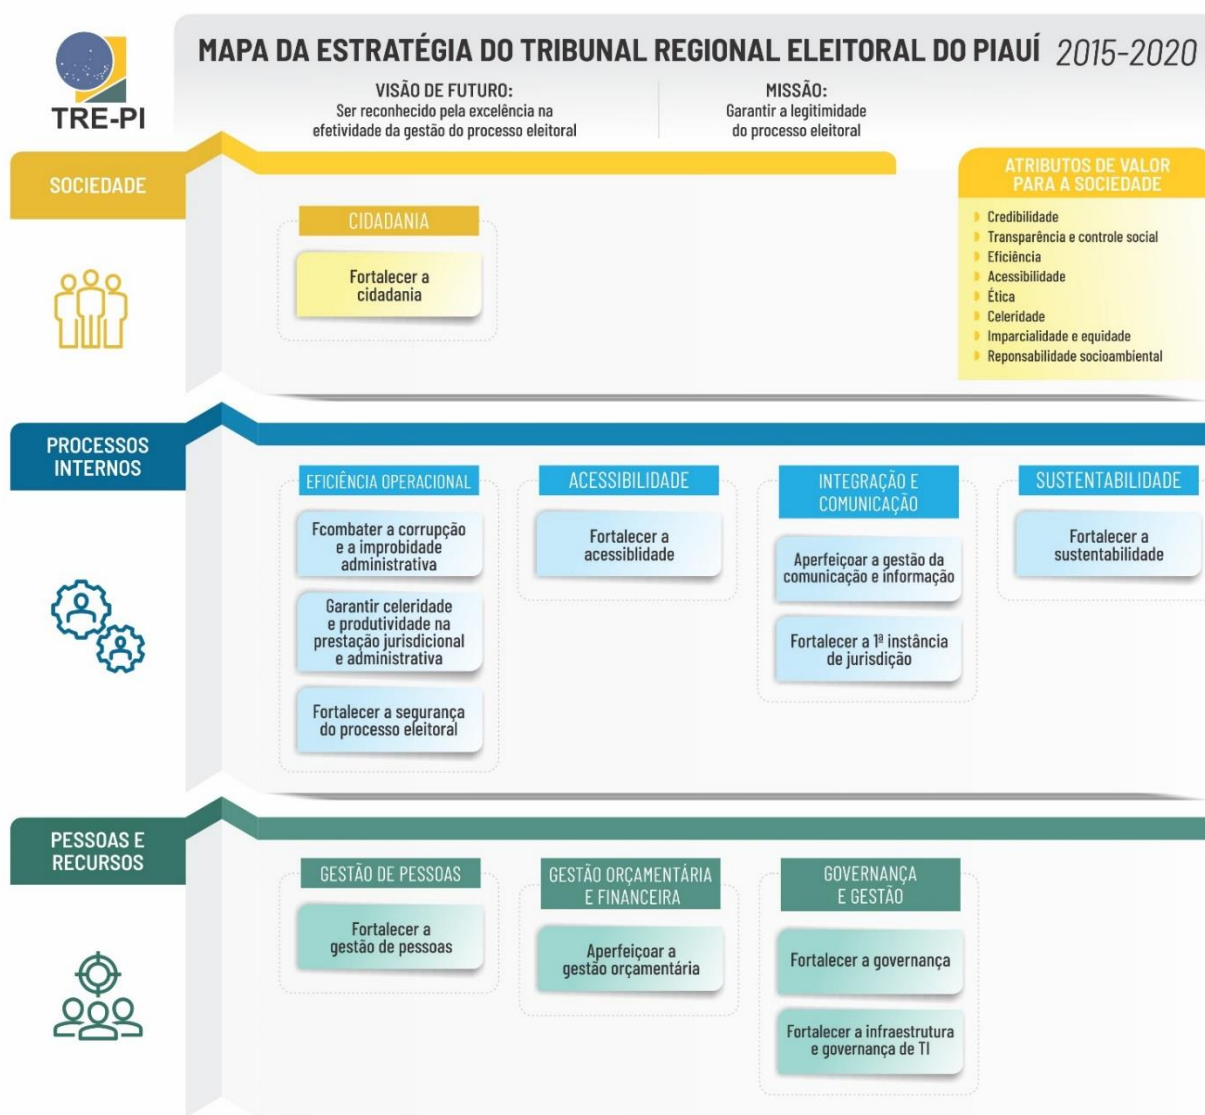 TRE-PI
MAPA DA ESTRATÉGIA DO TRIBUNAL REGIONAL ELEITORAL DO PIAUÍ 2015-2020
VISÃO DE FUTURO:
Ser reconhecido pela excelência na
efetividade da gestão do processo eleitoral
MISSÃO:
Garantir a legitimidade
do processo eleitoral
SOCIEDADE
CIDADANIA
Fortalecer a
cidadania
ATRIBUTOS DE VALOR
PARA A SOCIEDADE
Credibilidade
Transparência e controle social
Eficiência
Acessibilidade
Ética
Celeridade
Imparcialidade e equidade
Reponsabilidade socioambiental
PROCESSOS
INTERNOS
EFICIÊNCIA OPERACIONAL
Fcombater a corrupção
e a improbidade
administrativa
Garantir celeridade
e produtividade na
prestação jurisdicional
e administrativa
Fortalecer a segurança
do processo eleitoral
ACESSIBILIDADE
Fortalecer a
acessiblidade
INTEGRAÇÃO E
COMUNICAÇÃO
Aperfeiçoar a gestão da
comunicação e informação
Fortalecer a 1ª instância
de jurisdição
SUSTENTABILIDADE
Fortalecer a
sustentabilidade
PESSOAS E
RECURSOS
GESTÃO DE PESSOAS
Fortalecer a
gestão de pessoas
GESTÃO ORÇAMENTÁRIA
E FINANCEIRA
Aperfeiçoar a
gestão orçamentária
GOVERNANÇA
E GESTÃO
Fortalecer a governança
Fortalecer a infraestrutura
e governança de TI